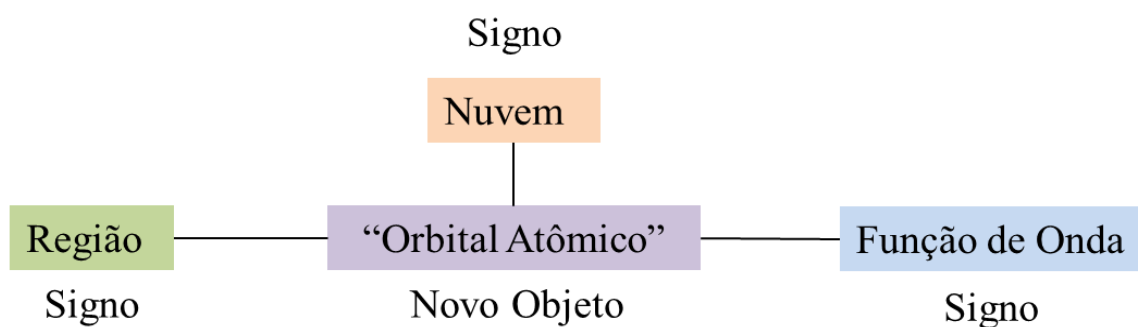 Signo
Nuvem
Região
“Orbital Atômico”
Função de Onda
Signo
Novo Objeto
Signo